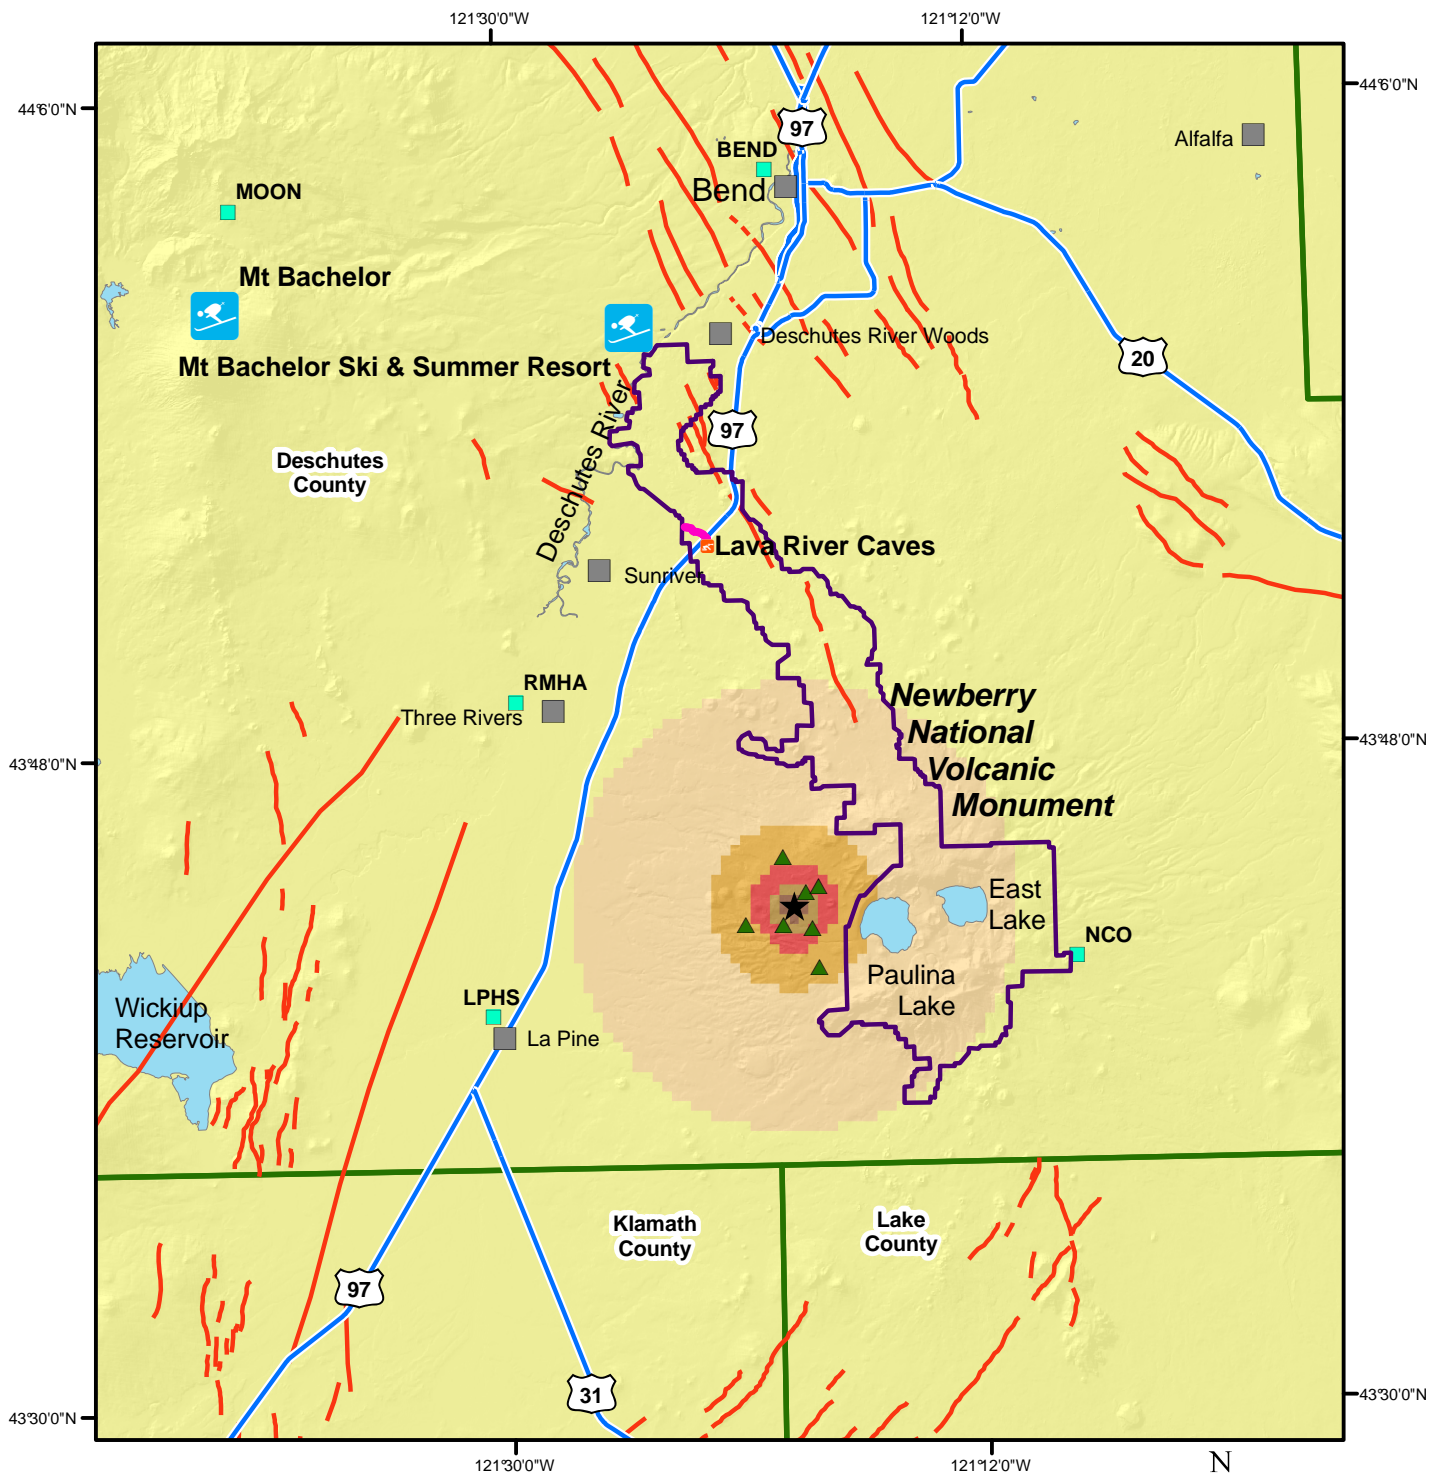 121°30'0"W
121°12'0"W
44°6'0"N
44°6'0"N
97
BEND
Bend
Alfalfa
MOON
Mt Bachelor
Mt Bachelor Ski & Summer Resort
Deschutes River Woods
20
97
Deschutes River
Deschutes
County
Lava River Caves
Sunriver
RMHA
Three Rivers
Newberry
National
Volcanic
Monument
43°48'0"N
43°48'0"N
East
Lake
NCO
Paulina
Lake
Wickiup
Reservoir
LPHS
La Pine
Klamath
County
Lake
County
97
31
43°30'0"N
43°30'0"N
121°30'0"W
121°12'0"W
N